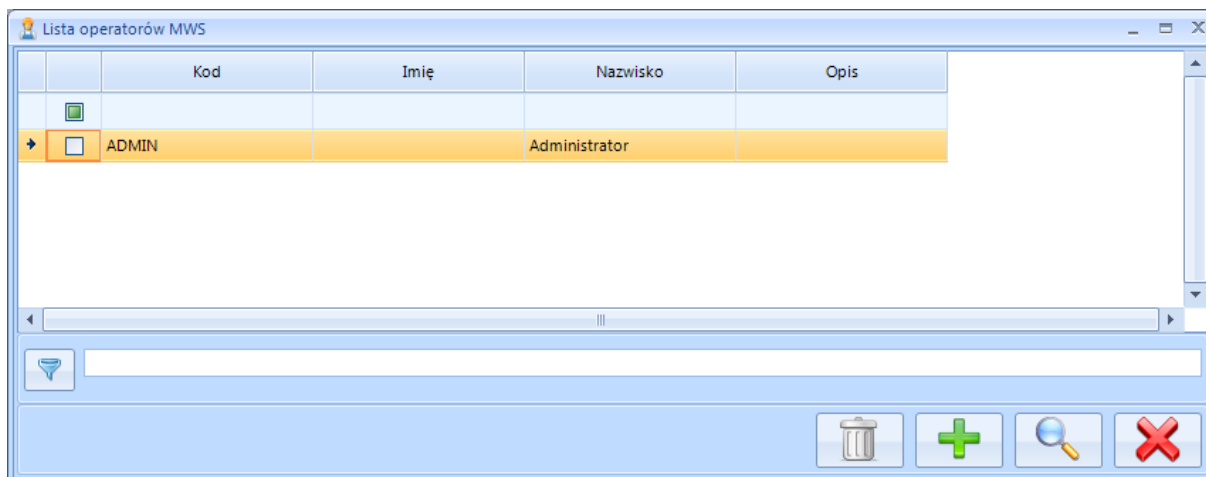 Lista operatorów MWS
Kod Imię Nazwisko Opis
ADMIN Administrator